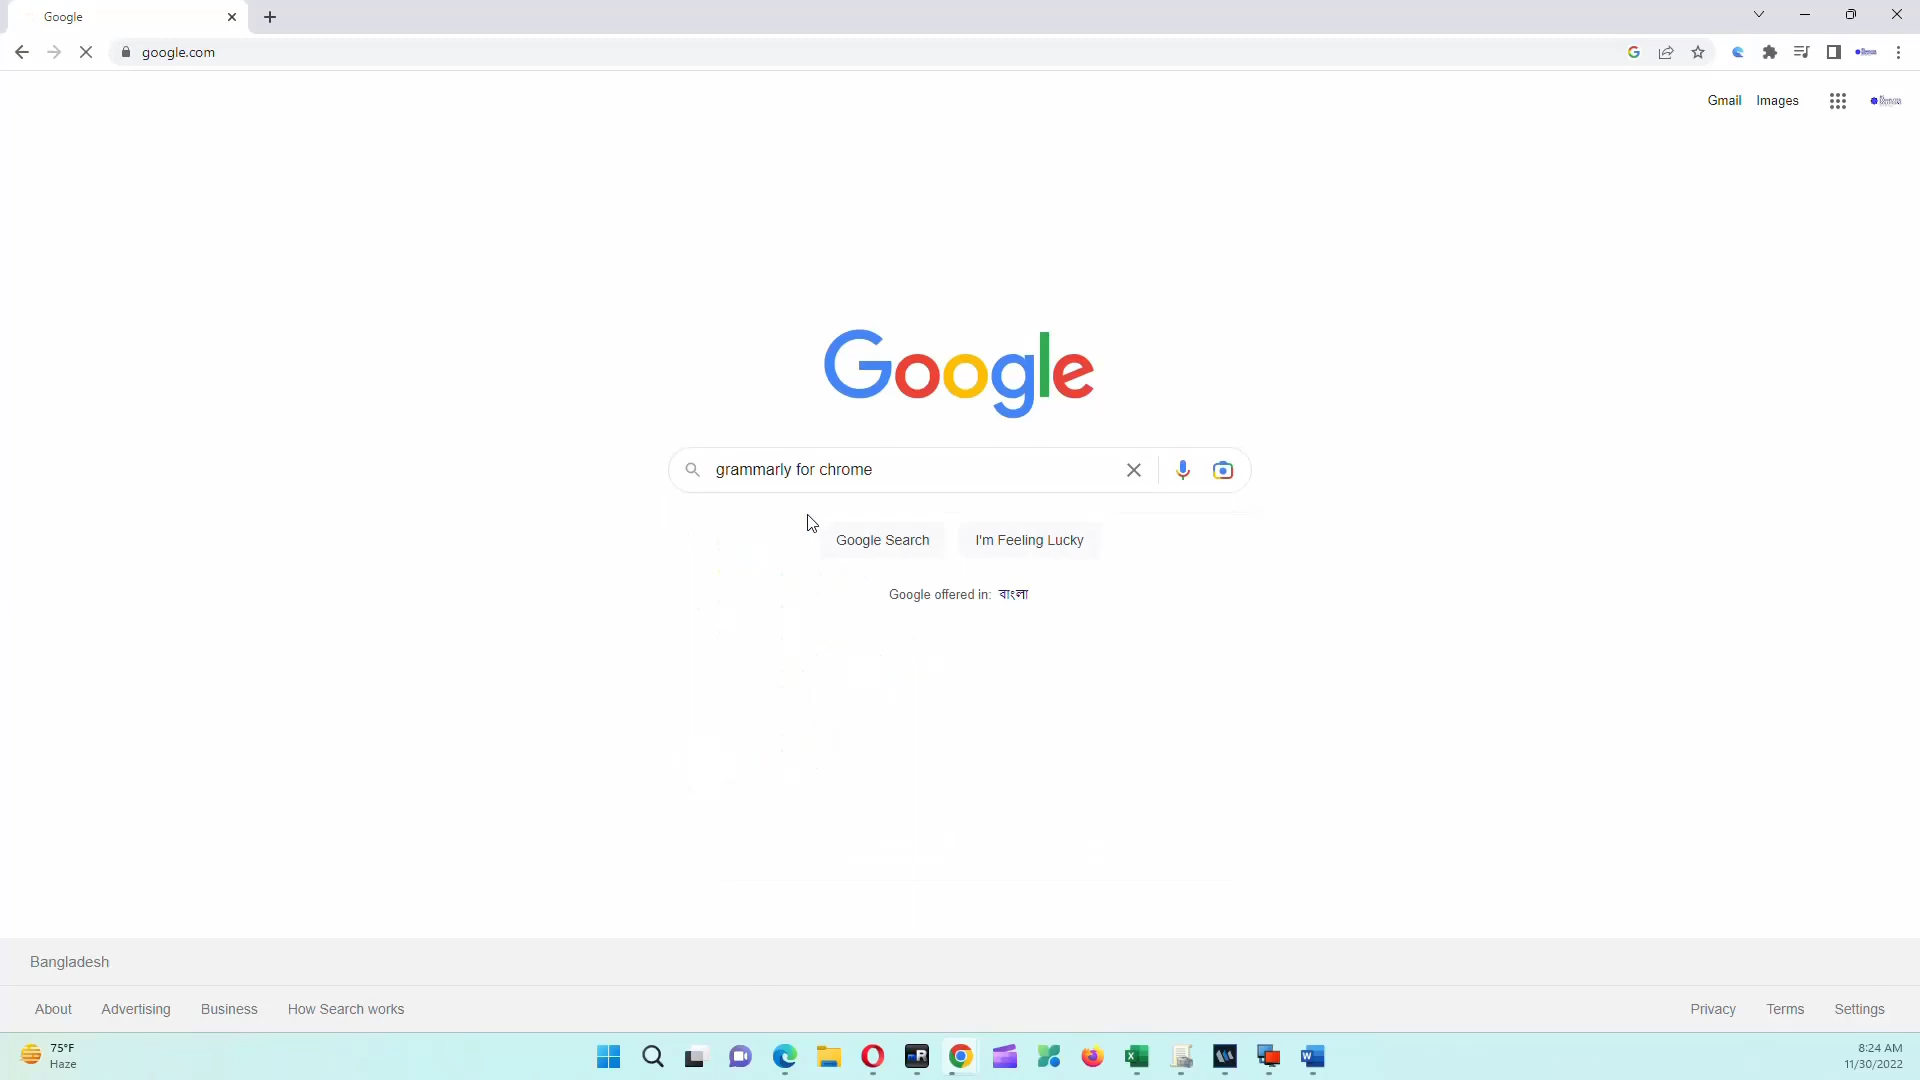 Google
google.com
Gmail Images
Google
grammarly for chrome
Google Search I'm Feeling Lucky
Google offered in: বাংলা
Bangladesh
About Advertising Business How Search works Privacy Terms Settings
75°F
Haze
8:24 AM
11/30/2022